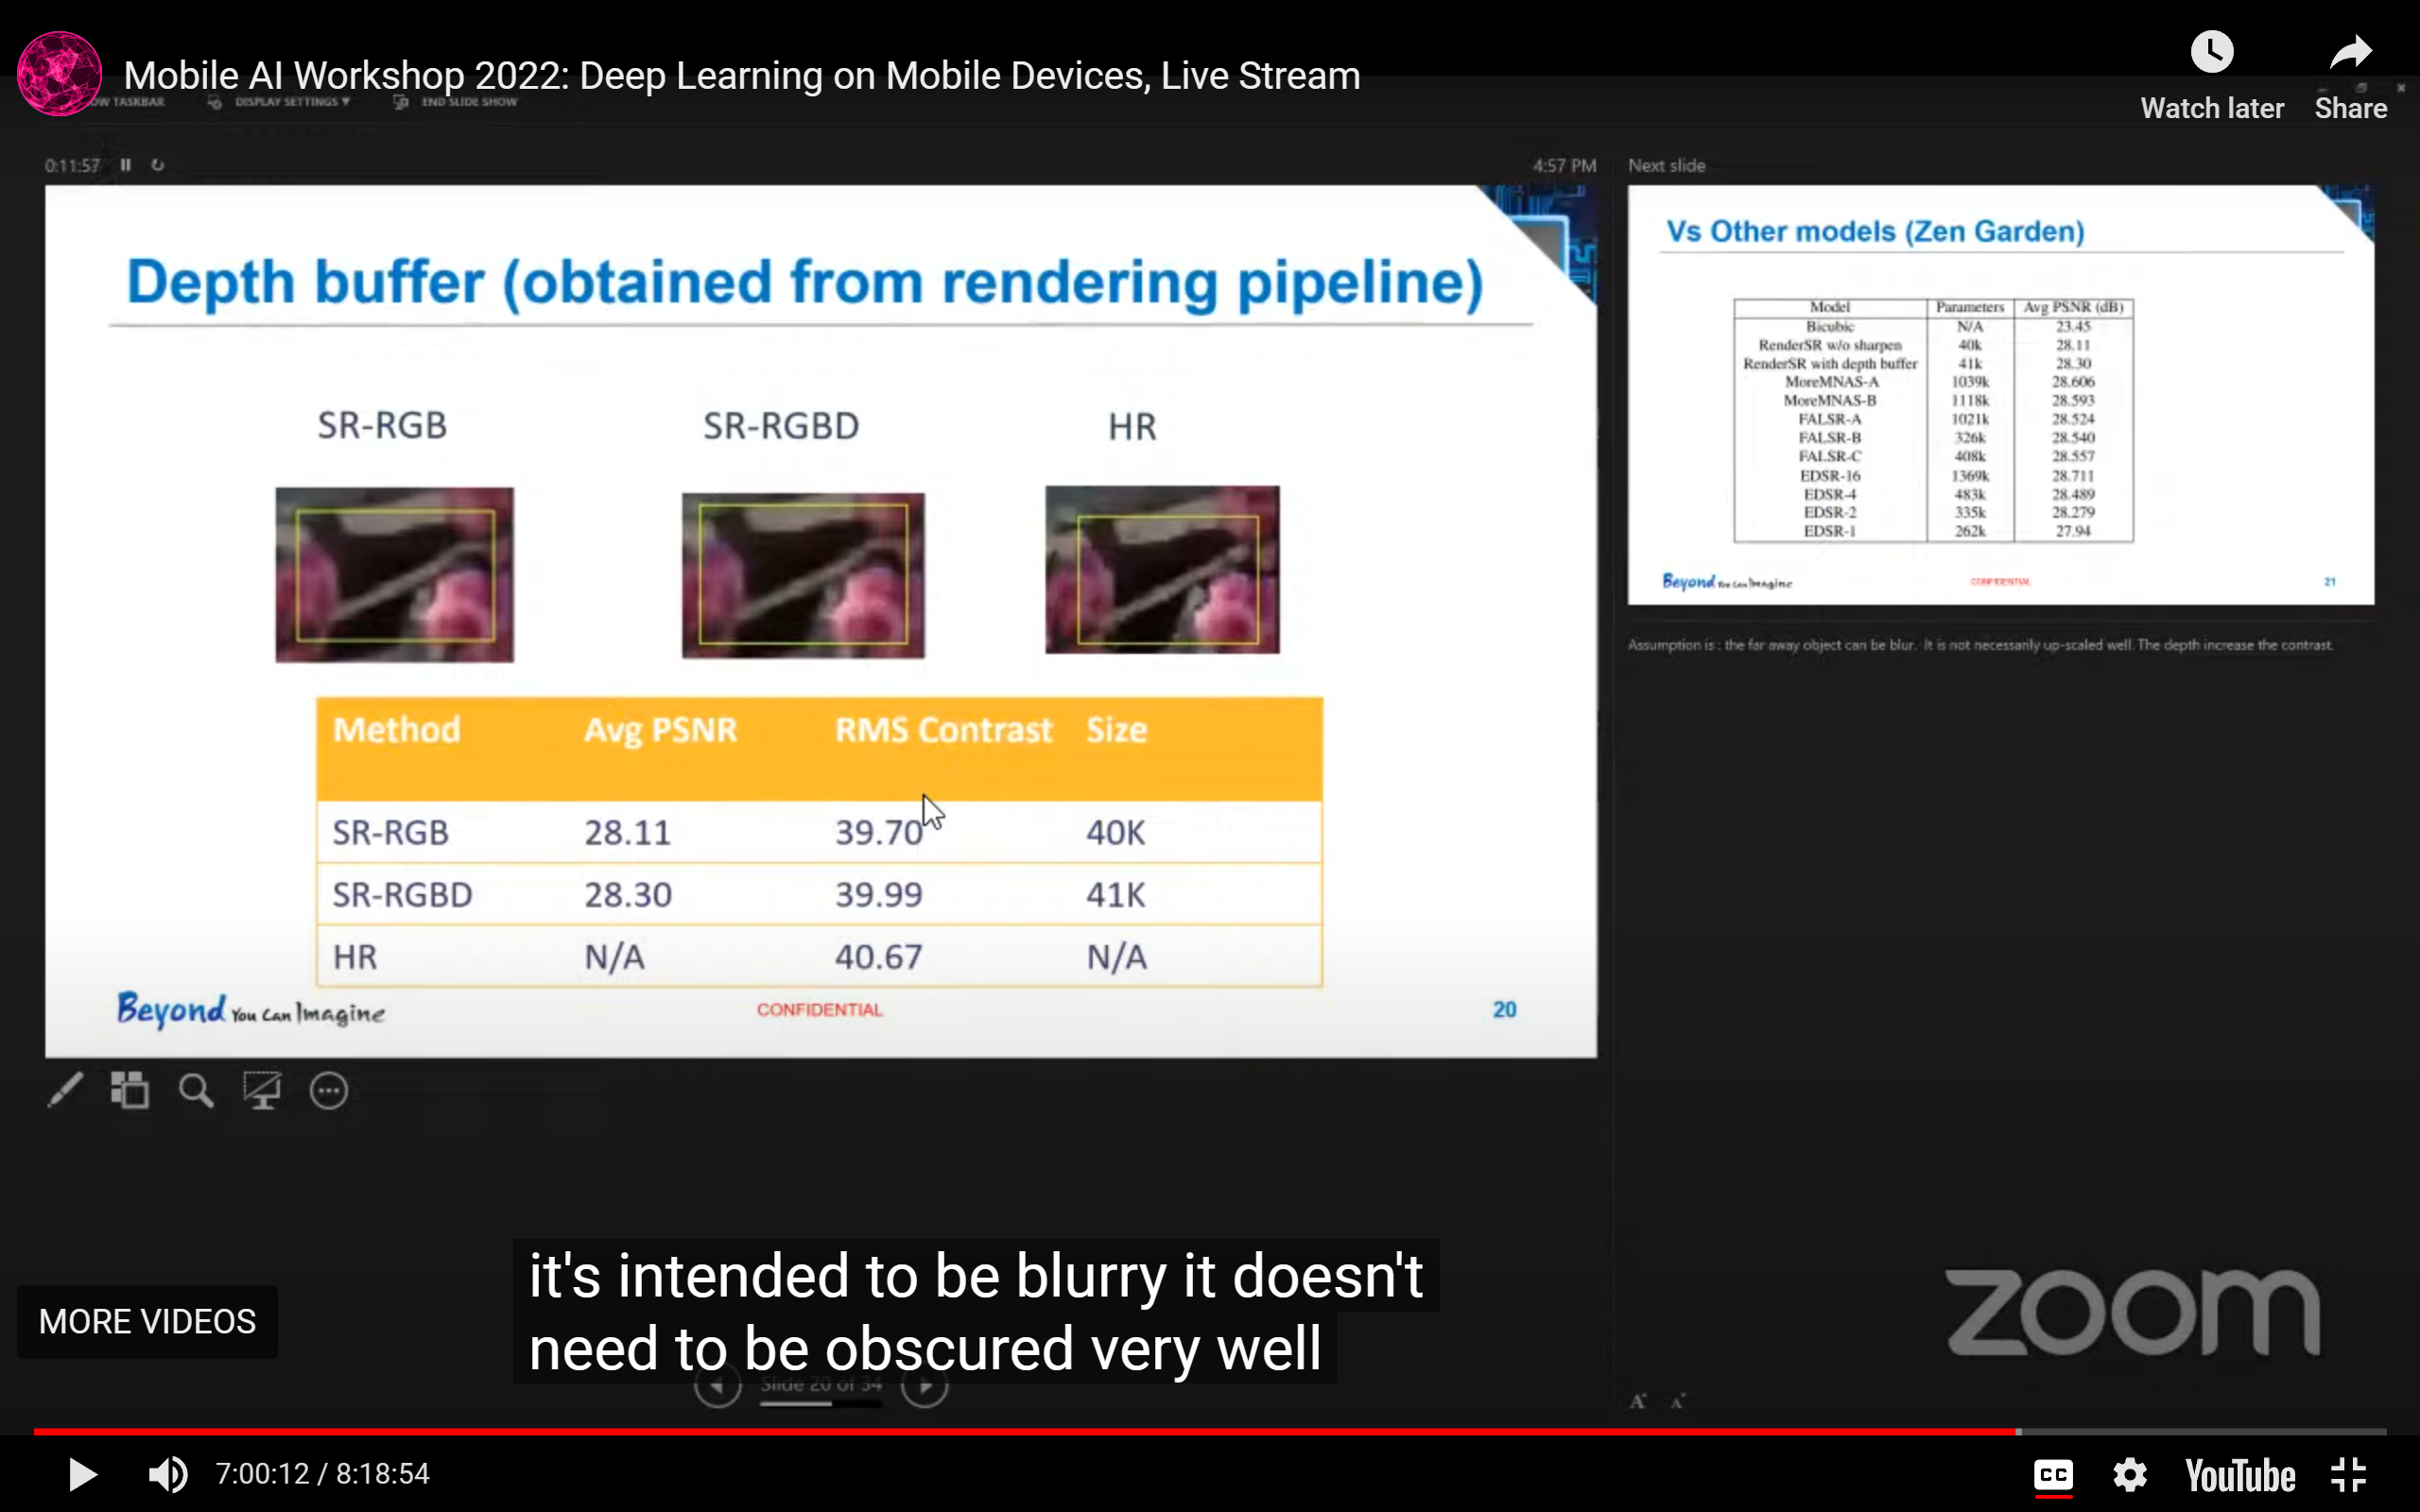 Mobile AI Workshop 2022: Deep Learning on Mobile Devices, Live Stream
Watch later
Share
OW TASKBAR DISPLAY SETTINGS ▼ END SLIDE SHOW
0:11:57
4:57 PM
Next slide
Depth buffer (obtained from rendering pipeline)
SR-RGB SR-RGBD HR
Method Avg PSNR RMS Contrast Size
SR-RGB 28.11 39.70 40K
SR-RGBD 28.30 39.99 41K
HR N/A 40.67 N/A
Beyond You Can Imagine
CONFIDENTIAL
20
Vs Other models (Zen Garden)
Model Parameters Avg PSNR (dB)
Bicubic N/A 23.45
RenderSR w/o sharpen 40k 28.11
RenderSR with depth buffer 41k 28.30
MoreMNAS-A 1039k 28.606
MoreMNAS-B 1118k 28.593
FALSR-A 1021k 28.524
FALSR-B 326k 28.540
FALSR-C 408k 28.557
EDSR-16 1369k 28.711
EDSR-4 483k 28.489
EDSR-2 335k 28.279
EDSR-1 262k 27.94
Beyond You Can Imagine
CONFIDENTIAL
21
Assumption is : the far away object can be blur. It is not necessarily up-scaled well. The depth increase the contrast.
it's intended to be blurry it doesn't
need to be obscured very well
MORE VIDEOS
zoom
Slide 20 of 34
A A
7:00:12 / 8:18:54
CC
YouTube